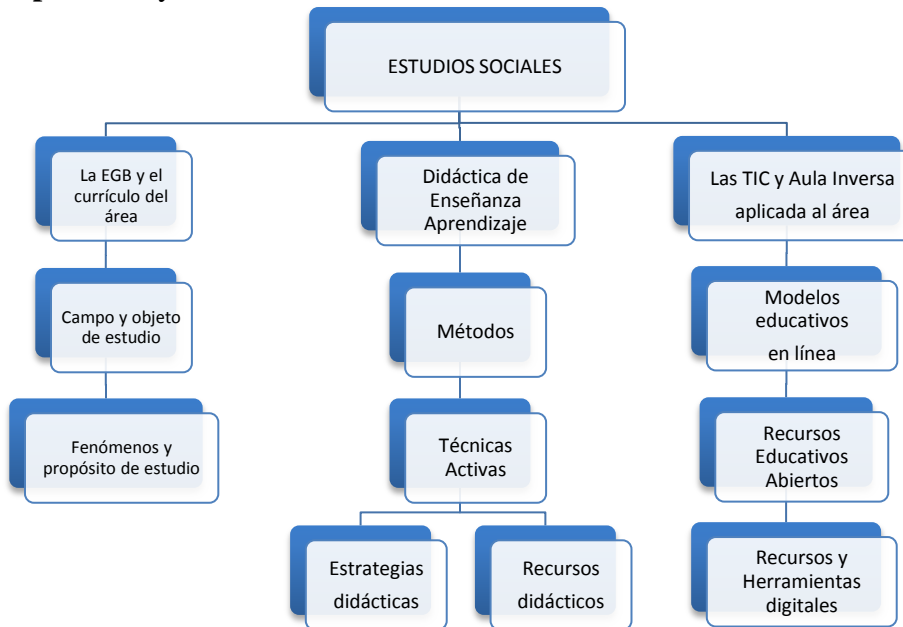 ESTUDIOS SOCIALES
La EGB y el
currículo del
área
Campo y objeto
de estudio
Fenómenos y
propósito de estudio
Didáctica de
Enseñanza
Aprendizaje
Métodos
Técnicas
Activas
Estrategias
didácticas
Recursos
didácticos
Las TIC y Aula Inversa
aplicada al área
Modelos
educativos
en línea
Recursos
Educativos
Abiertos
Recursos y
Herramientas
digitales